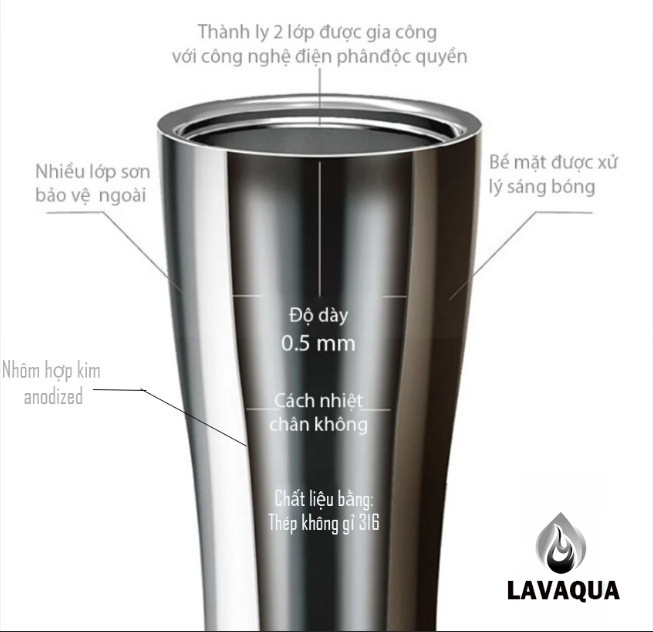 Thành ly 2 lớp được gia công
với công nghệ điện phânđộc quyền
Nhiều lớp sơn
bảo vệ ngoài
Bề mặt được xử
lý sáng bóng
Độ dày
0.5 mm
Nhôm hợp kim
anodized
Cách nhiệt
chân không
Chất liệu bằng:
Thép không gỉ 316
LAVAQUA